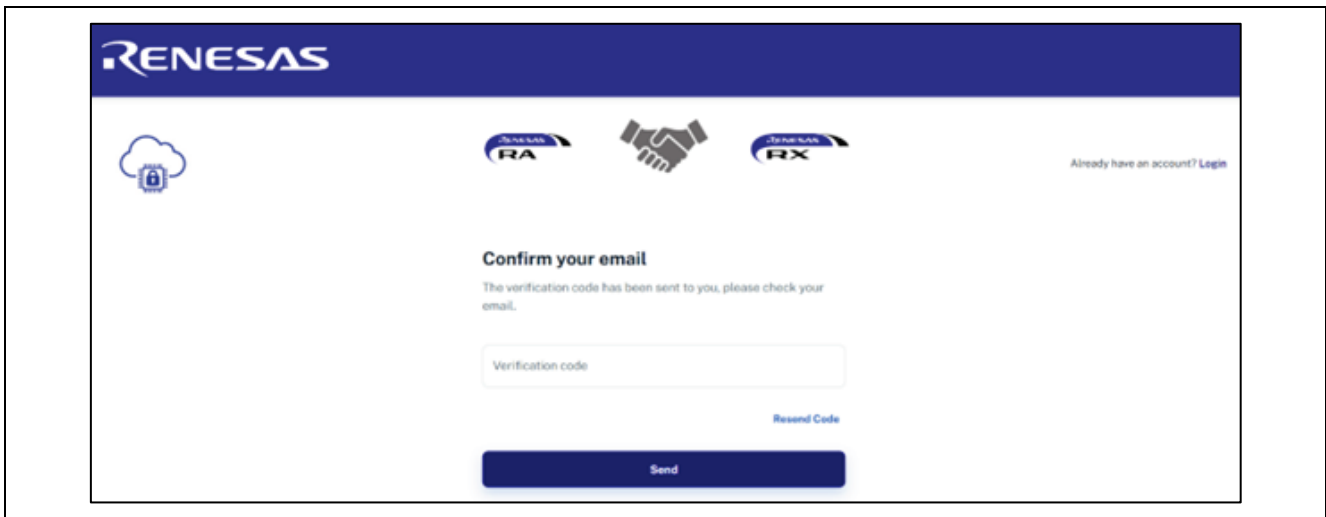 RENESAS
RENESAS
RA
RENESAS
RX
Already have an account? Login
Confirm your email
The verification code has been sent to you, please check your
email.
Verification code
Resend Code
Send